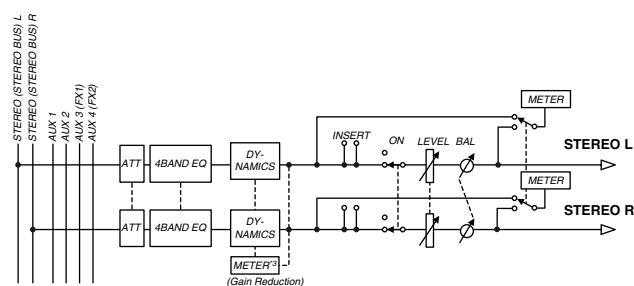 STEREO (STEREO BUS) L
STEREO (STEREO BUS) R
AUX 1
AUX 2
AUX 3 (FX1)
AUX 4 (FX2)
METER
INSERT
ON
LEVEL
BAL
STEREO L
ATT
4BAND EQ
DY-
NAMICS
METER
STEREO R
ATT
4BAND EQ
DY-
NAMICS
METER*3
(Gain Reduction)